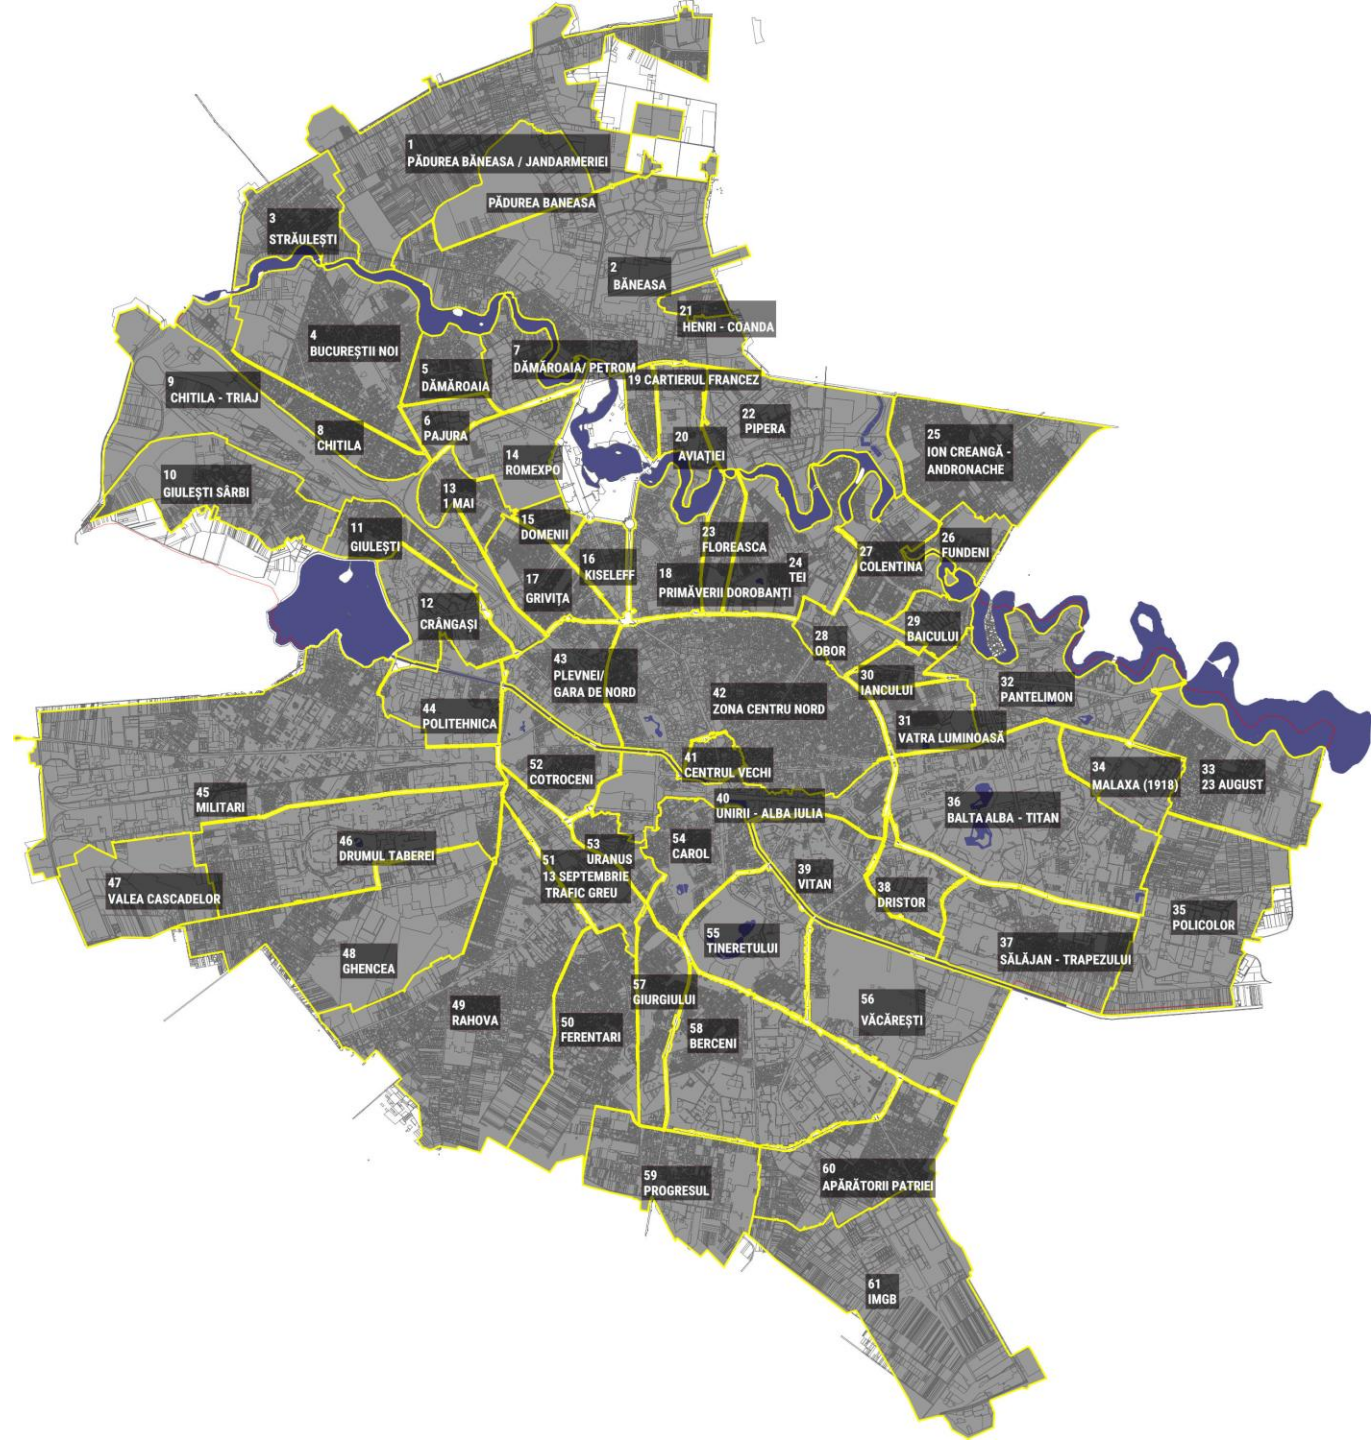 1
PĂDUREA BĂNEASA / JANDARMERIEI
PĂDUREA BANEASA
3
STRĂULEȘTI
2
BĂNEASA
21
HENRI - COANDA
4
BUCUREȘTII NOI
7
DĂMĂROAIA/ PETROM
5
DĂMĂROAIA
19 CARTIERUL FRANCEZ
9
CHITILA - TRIAJ
8
CHITILA
6
PAJURA
22
PIPERA
20
AVIAȚIEI
25
ION CREANGĂ -
ANDRONACHE
14
ROMEXPO
10
GIULEȘTI SÂRBI
13
1 MAI
11
GIULEȘTI
15
DOMENII
23
FLOREASCA
26
FUNDENI
16
KISELEFF
24
TEI
27
COLENTINA
17
GRIVIȚA
18
PRIMĂVERII DOROBANȚI
12
CRÂNGAȘI
29
BAICULUI
28
OBOR
43
PLEVNEI/
GARA DE NORD
30
IANCULUI
32
PANTELIMON
42
ZONA CENTRU NORD
44
POLITEHNICA
31
VATRA LUMINOASĂ
52
COTROCENI
41
CENTRUL VECHI
34
MALAXA (1918)
33
23 AUGUST
45
MILITARI
40
UNIRII - ALBA IULIA
36
BALTA ALBA - TITAN
46
DRUMUL TABEREI
53
URANUS
54
CAROL
51
13 SEPTEMBRIE
TRAFIC GREU
39
VITAN
47
VALEA CASCADELOR
38
DRISTOR
35
POLICOLOR
55
TINERETULUI
37
SĂLĂJAN - TRAPEZULUI
48
GHENCEA
57
GIURGIULUI
49
RAHOVA
56
VĂCĂREȘTI
50
FERENTARI
58
BERCENI
59
PROGRESUL
60
APĂRĂTORII PATRIEI
61
IMGB